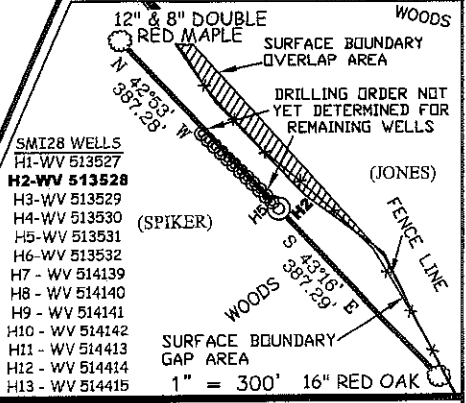 12" & 8" DOUBLE
RED MAPLE
WOODS
SURFACE BOUNDARY
OVERLAP AREA
N 42°53' W
387.28'
DRILLING ORDER NOT
YET DETERMINED FOR
REMAINING WELLS
SMI28 WELLS
H1-WV 513527
H2-WV 513528
H3-WV 513529
H4-WV 513530
H5-WV 513531
H6-WV 513532
H7 - WV 514139
H8 - WV 514140
H9 - WV 514141
H10 - WV 514142
H11 - WV 514413
H12 - WV 514414
H13 - WV 514415
(JONES)
(SPIKER)
H5
H2
FENCE LINE
S 43°16' E
387.29'
WOODS
SURFACE BOUNDARY
GAP AREA
1" = 300'
16" RED OAK